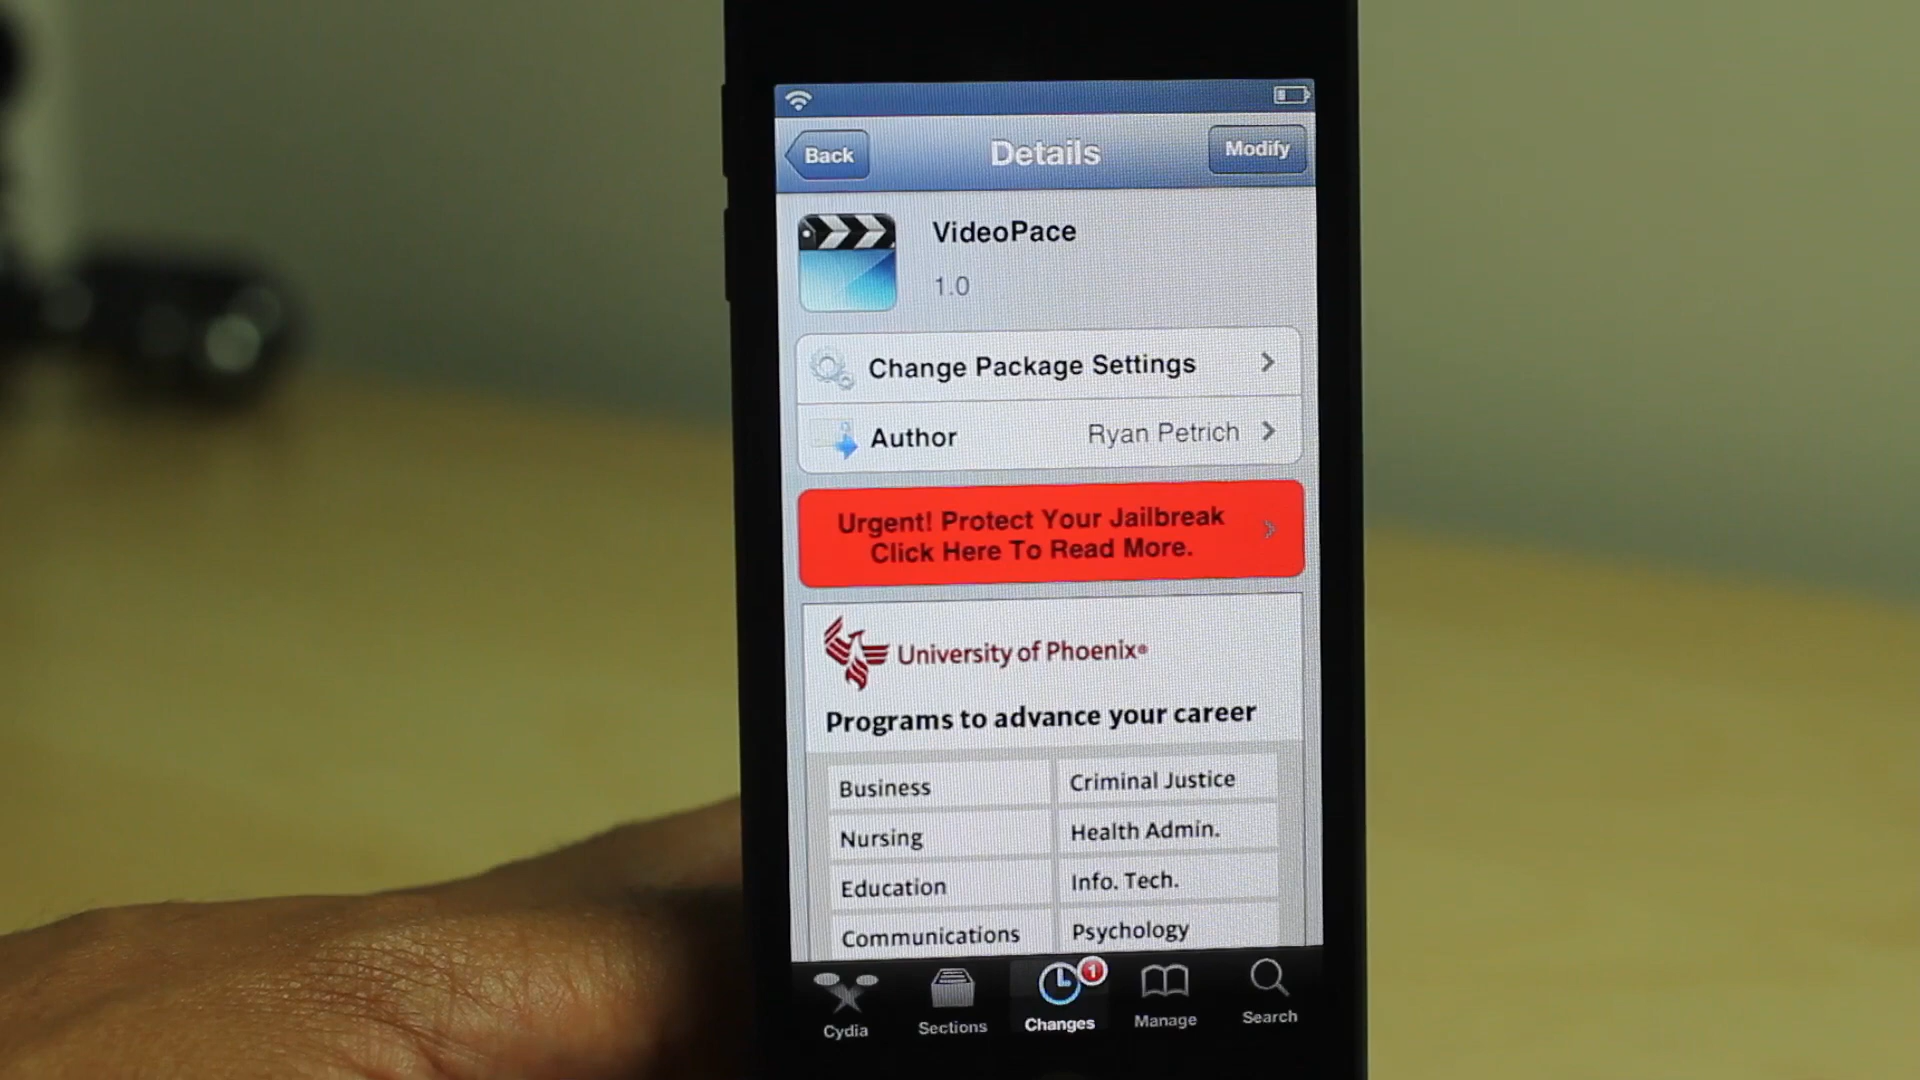 Back
Details
Modify
VideoPace
1.0
Change Package Settings
Author
Ryan Petrich
Urgent! Protect Your Jailbreak
Click Here To Read More.
University of Phoenix®
Programs to advance your career
Business
Criminal Justice
Nursing
Health Admin.
Education
Info. Tech.
Communications
Psychology
1
Cydia
Sections
Changes
Manage
Search